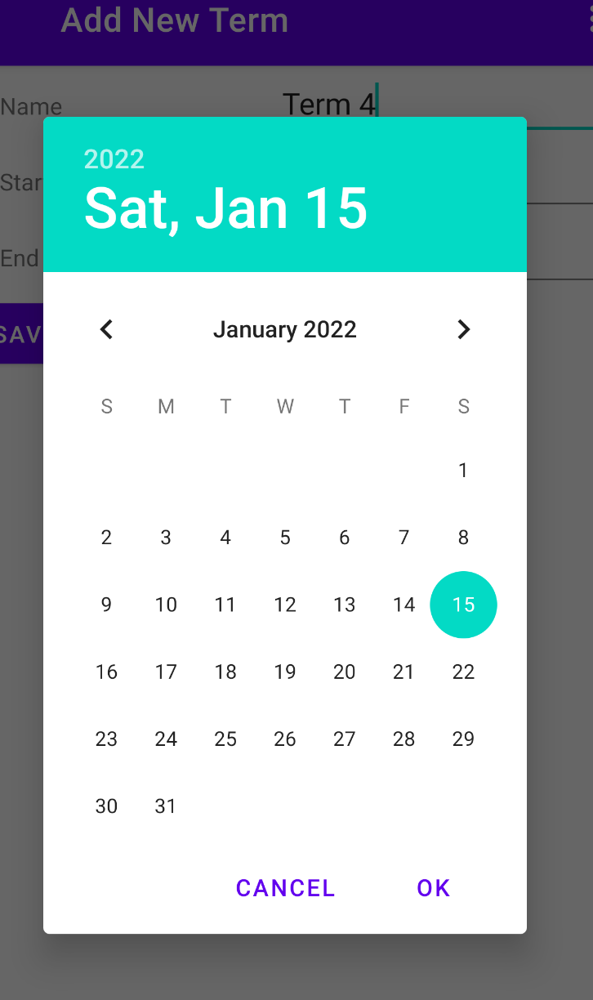 Add New Term
Name Term 4
Star
End
SAV
2022
Sat, Jan 15
January 2022
S M T W T F S
1
2 3 4 5 6 7 8
9 10 11 12 13 14 15
16 17 18 19 20 21 22
23 24 25 26 27 28 29
30 31
CANCEL OK